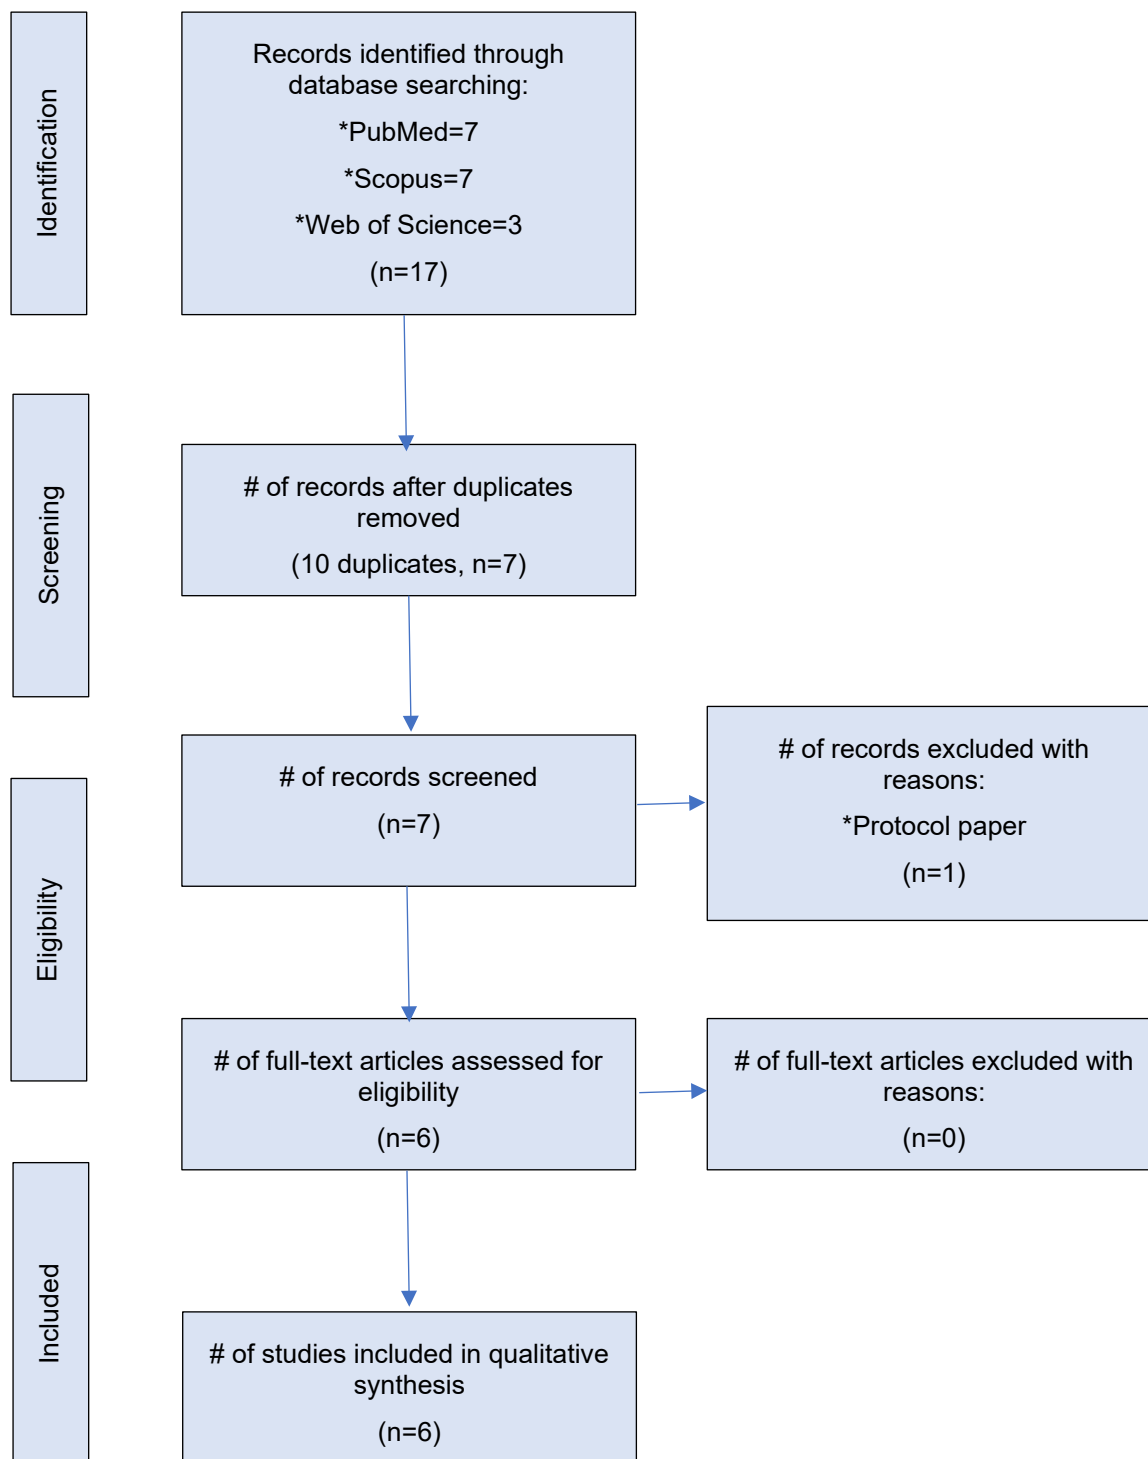 Identification
Records identified through
database searching:
*PubMed=7
*Scopus=7
*Web of Science=3
(n=17)
Screening
# of records after duplicates
removed
(10 duplicates, n=7)
# of records screened
(n=7)
# of records excluded with
reasons:
*Protocol paper
(n=1)
Eligibility
# of full-text articles assessed for
eligibility
(n=6)
# of full-text articles excluded with
reasons:
(n=0)
Included
# of studies included in qualitative
synthesis
(n=6)